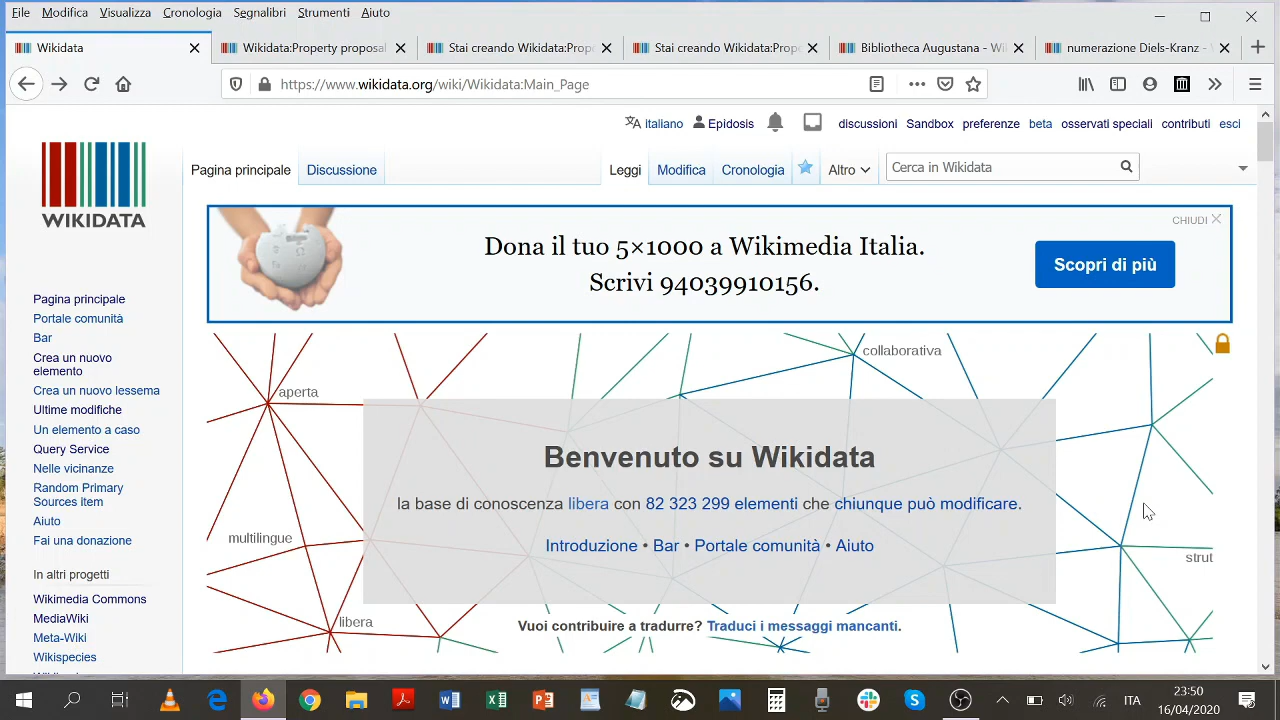 File Modifica Visualizza Cronologia Segnalibri Strumenti Aiuto
Wikidata
Wikidata:Property proposal
Stai creando Wikidata:Prop
Stai creando Wikidata:Prope
Bibliotheca Augustana - Wi
numerazione Diels-Kranz -
https://www.wikidata.org/wiki/Wikidata:Main_Page
italiano Epidosis discussioni Sandbox preferenze beta osservati speciali contributi esci
WIKIDATA
Pagina principale Discussione Leggi Modifica Cronologia Altro Cerca in Wikidata
CHIUDI
Dona il tuo 5×1000 a Wikimedia Italia.
Scrivi 94039910156.
Scopri di più
Pagina principale
Portale comunità
Bar
Crea un nuovo
elemento
Crea un nuovo lessema
Ultime modifiche
Un elemento a caso
Query Service
Nelle vicinanze
Random Primary
Sources item
Aiuto
Fai una donazione
In altri progetti
Wikimedia Commons
MediaWiki
Meta-Wiki
Wikispecies
collaborativa
aperta
Benvenuto su Wikidata
la base di conoscenza libera con 82 323 299 elementi che chiunque può modificare.
multilingue
Introduzione • Bar • Portale comunità • Aiuto
strut
libera
Vuoi contribuire a tradurre? Traduci i messaggi mancanti.
ITA
23:50
16/04/2020